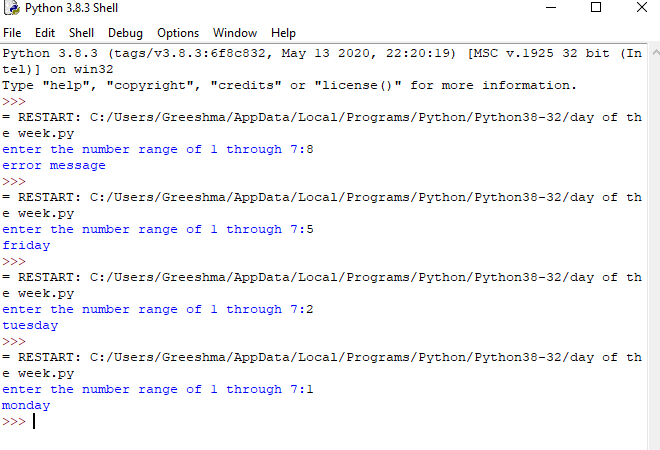 Python 3.8.3 Shell
File Edit Shell Debug Options Window Help
Python 3.8.3 (tags/v3.8.3:6f8c832, May 13 2020, 22:20:19) [MSC v.1925 32 bit (In
tel)] on win32
Type "help", "copyright", "credits" or "license()" for more information.
>>>
= RESTART: C:/Users/Greeshma/AppData/Local/Programs/Python/Python38-32/day of th
e week.py
enter the number range of 1 through 7:8
error message
>>>
= RESTART: C:/Users/Greeshma/AppData/Local/Programs/Python/Python38-32/day of th
e week.py
enter the number range of 1 through 7:5
friday
>>>
= RESTART: C:/Users/Greeshma/AppData/Local/Programs/Python/Python38-32/day of th
e week.py
enter the number range of 1 through 7:2
tuesday
>>>
= RESTART: C:/Users/Greeshma/AppData/Local/Programs/Python/Python38-32/day of th
e week.py
enter the number range of 1 through 7:1
monday
>>>